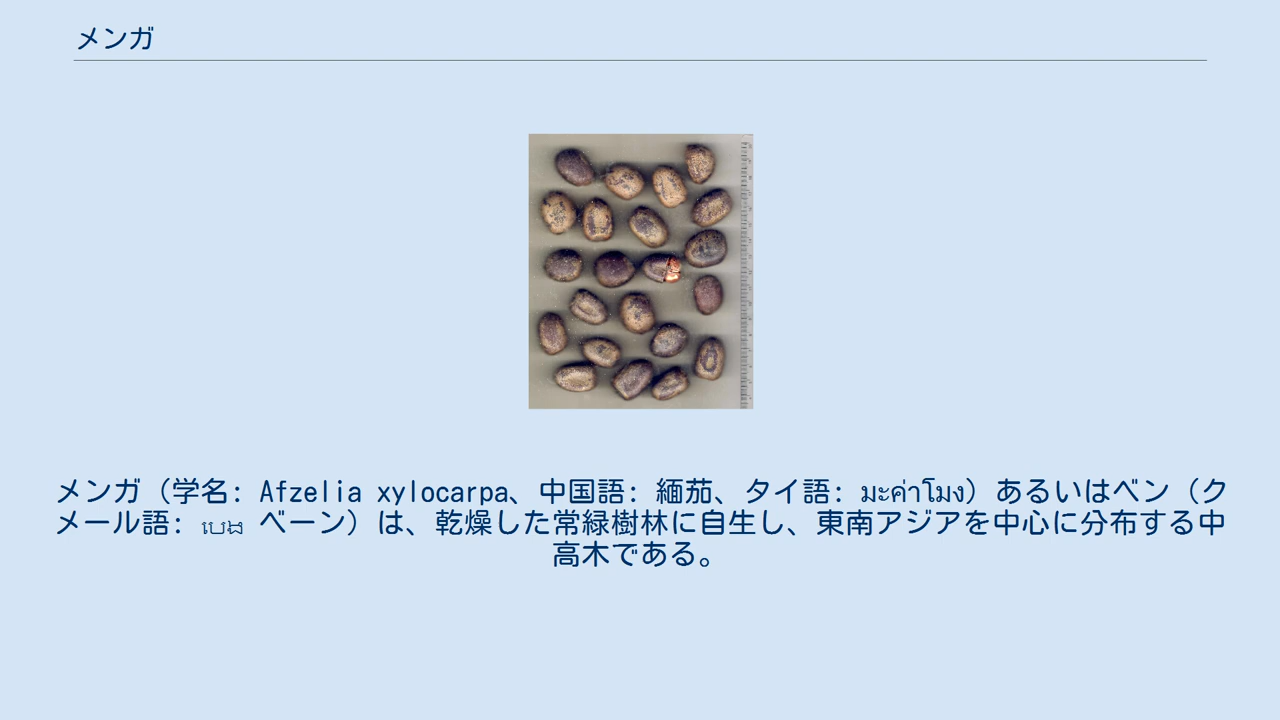 メンガ
メンガ（学名: Afzelia xylocarpa、中国語: 緬茄、タイ語: มะค่าโมง）あるいはベン（ク
メール語: បេង ベーン）は、乾燥した常緑樹林に自生し、東南アジアを中心に分布する中
高木である。